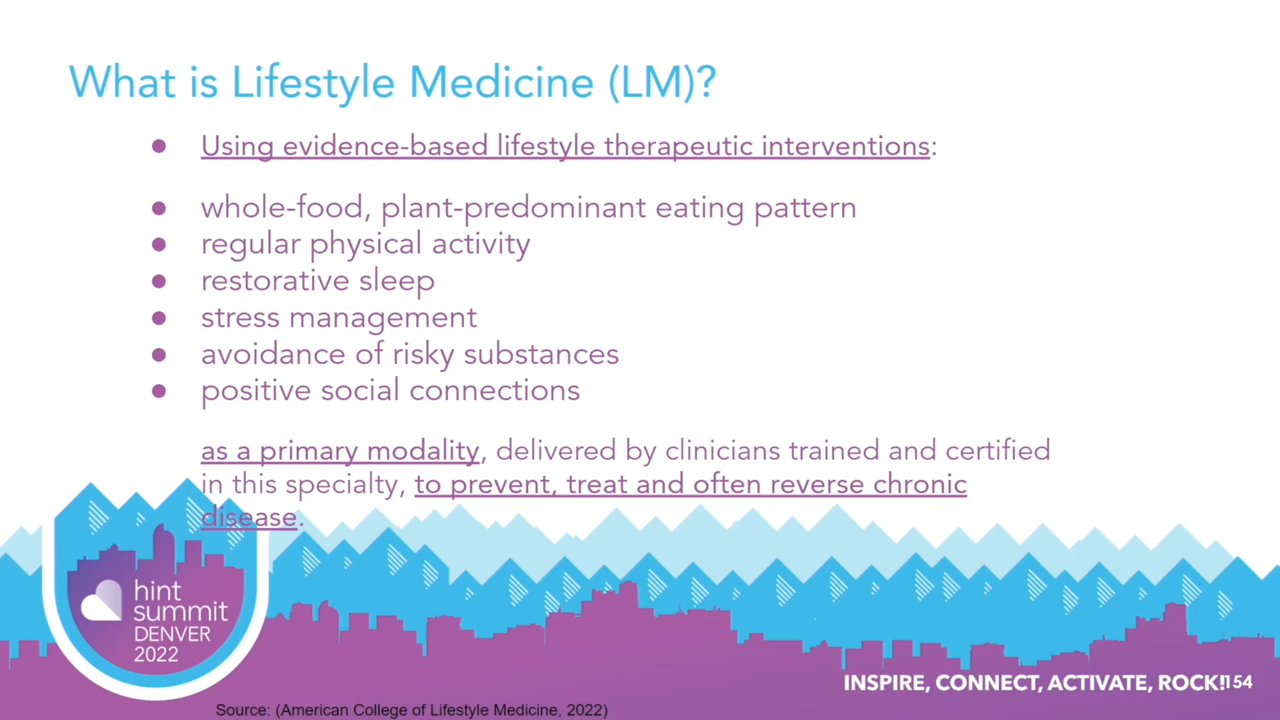 What is Lifestyle Medicine (LM)?
● Using evidence-based lifestyle therapeutic interventions:
● whole-food, plant-predominant eating pattern
● regular physical activity
● restorative sleep
● stress management
● avoidance of risky substances
● positive social connections
as a primary modality, delivered by clinicians trained and certified
in this specialty, to prevent, treat and often reverse chronic
disease.
hint
summit
DENVER
2022
INSPIRE, CONNECT, ACTIVATE, ROCK! 154
Source: (American College of Lifestyle Medicine, 2022)